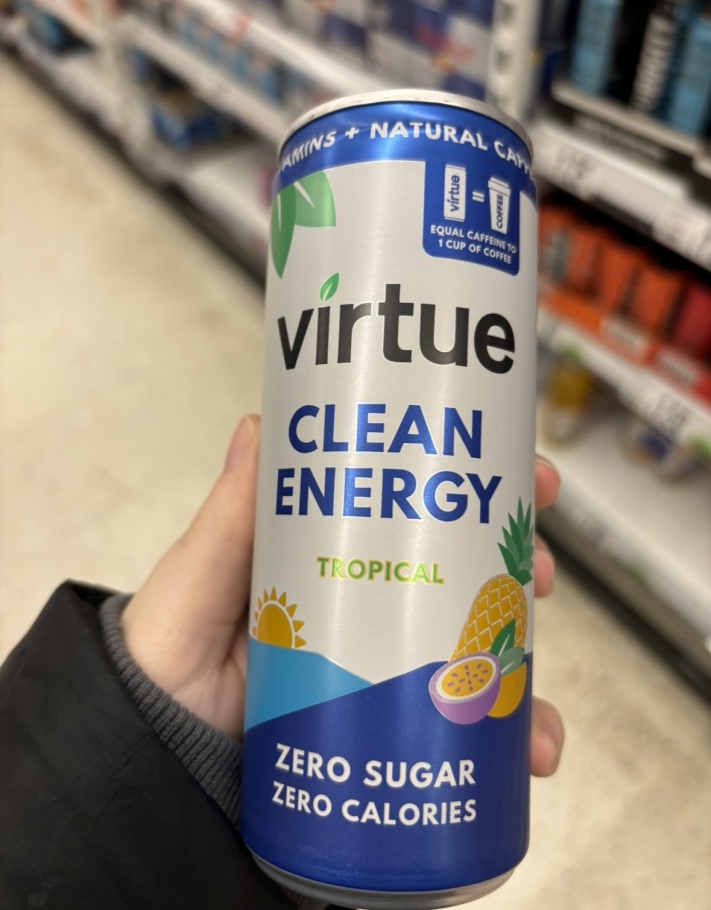 + NATURAL
virtue
=
COFFEE
EQUAL CAFFEINE TO
1 CUP OF COFFEE
virtue
CLEAN
ENERGY
TROPICAL
ZERO SUGAR
ZERO CALORIES